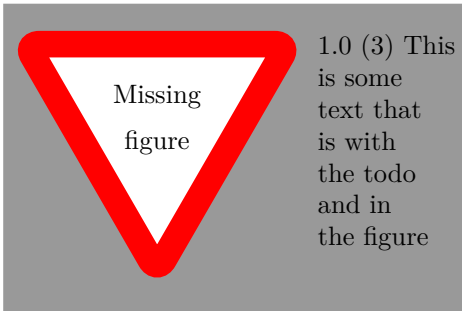 Missing
figure
1.0 (3) This
is some
text that
is with
the todo
and in
the figure